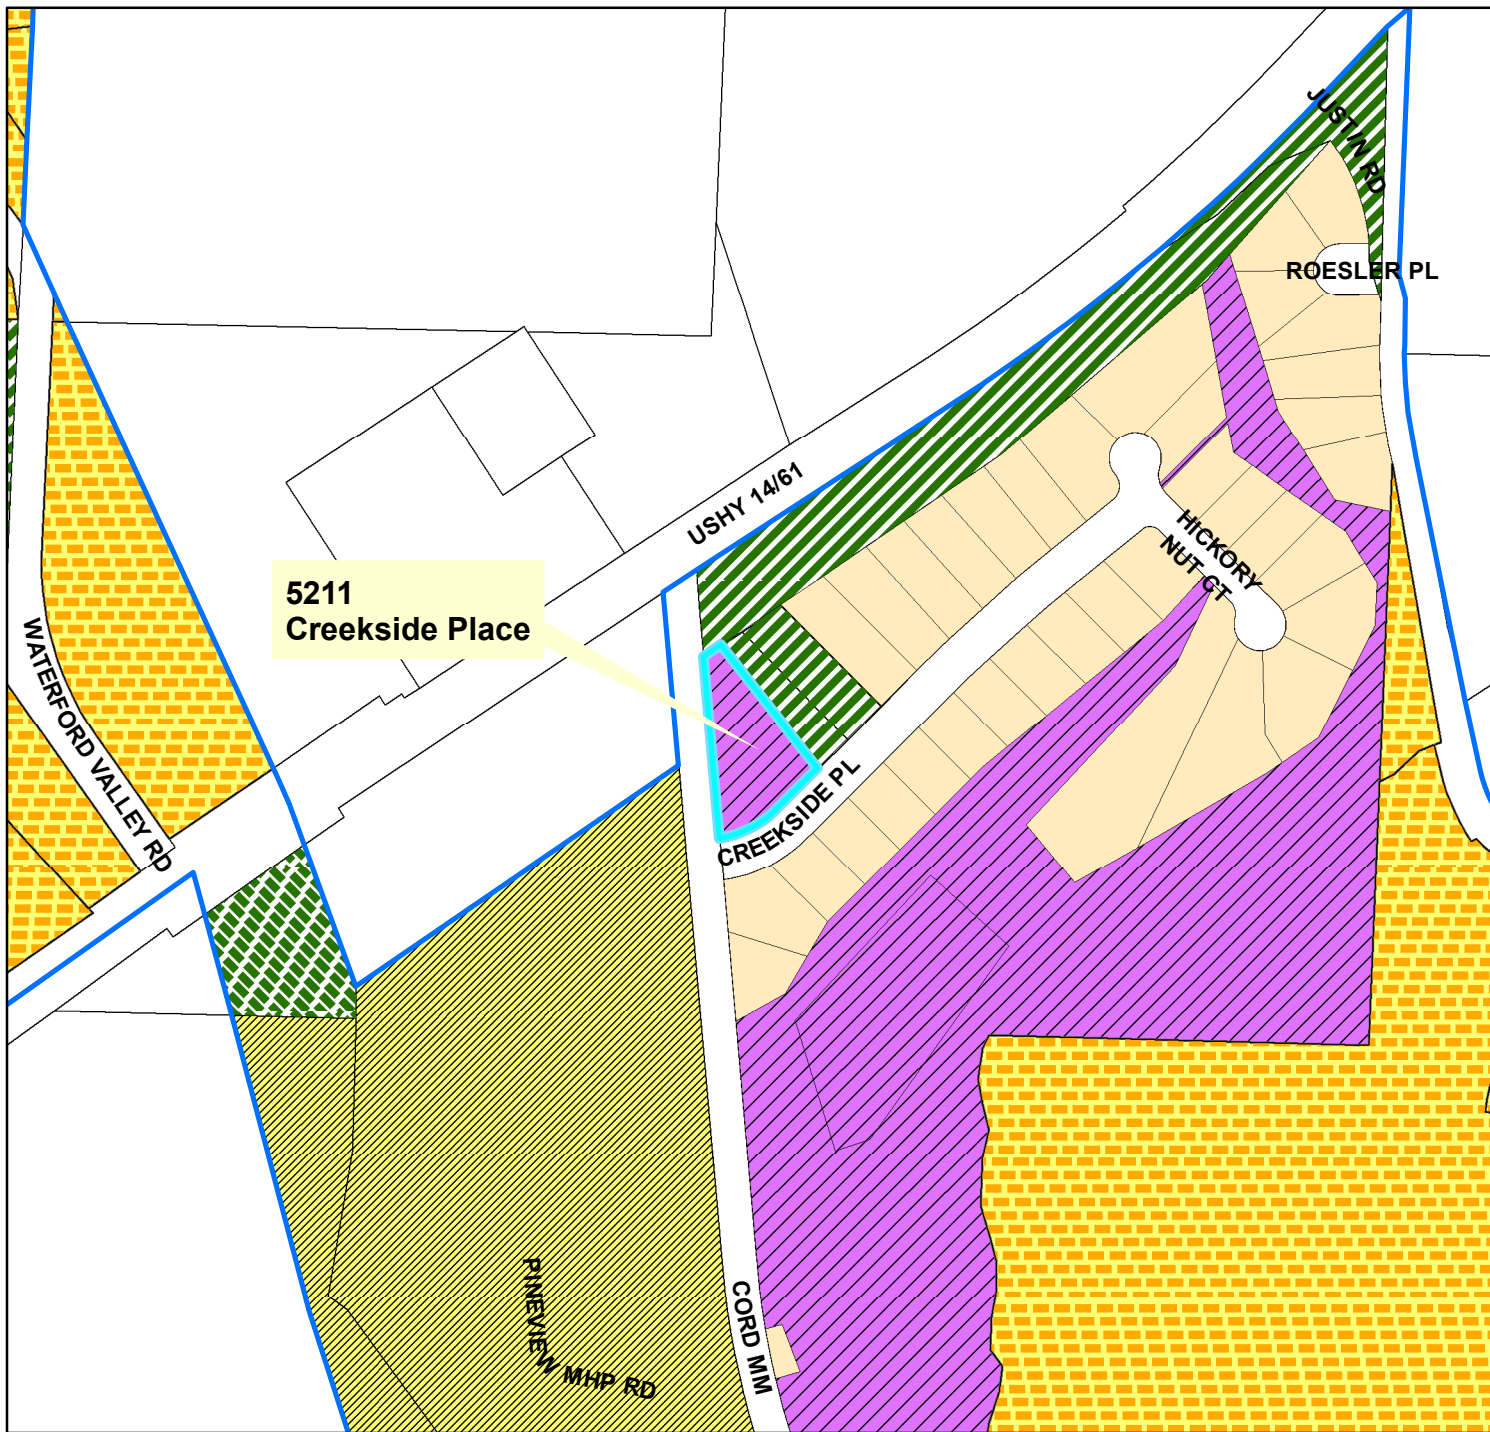 JUSTIN RD
ROESLER PL
USHY 14/61
HICKORY
NUT CT
5211
Creekside Place
WATERFORD VALLEY RD
CREEKSIDE PL
PINEVIEW MHP RD
CORD MM